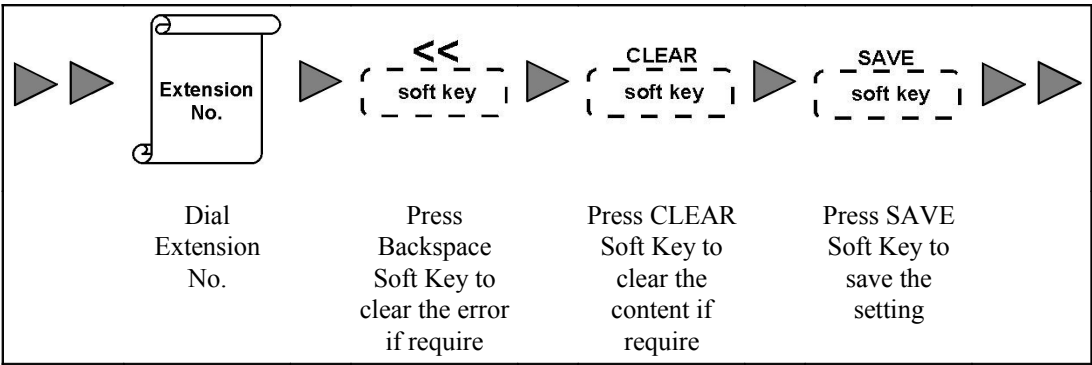 Extension
No.
<<
soft key
CLEAR
soft key
SAVE
soft key
Dial
Extension
No.
Press
Backspace
Soft Key to
clear the error
if require
Press CLEAR
Soft Key to
clear the
content if
require
Press SAVE
Soft Key to
save the
setting